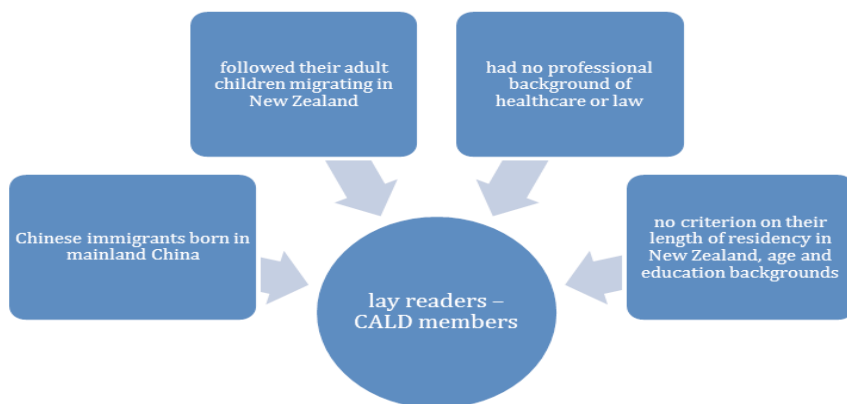 followed their adult
children migrating in
New Zealand
had no professional
background of
healthcare or law
Chinese immigrants born in
mainland China
no criterion on their
length of residency in
New Zealand, age and
education backgrounds
lay readers –
CALD members